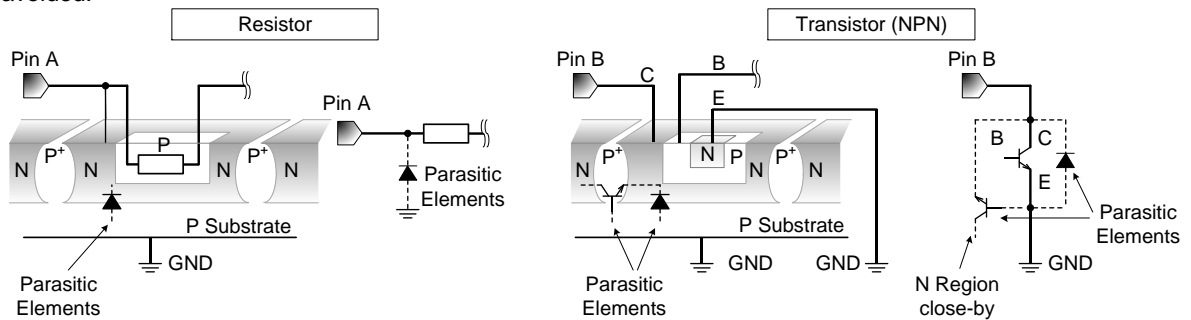 Resistor
Pin A
N
P+
N
P
N
P+
N
Parasitic
Elements
P Substrate
GND
Pin A
Parasitic
Elements
Transistor (NPN)
Pin B
C
B
E
N
P+
N
N
P
P+
N
Parasitic
Elements
P Substrate
GND
GND
Pin B
B
C
E
Parasitic
Elements
GND
N Region
close-by